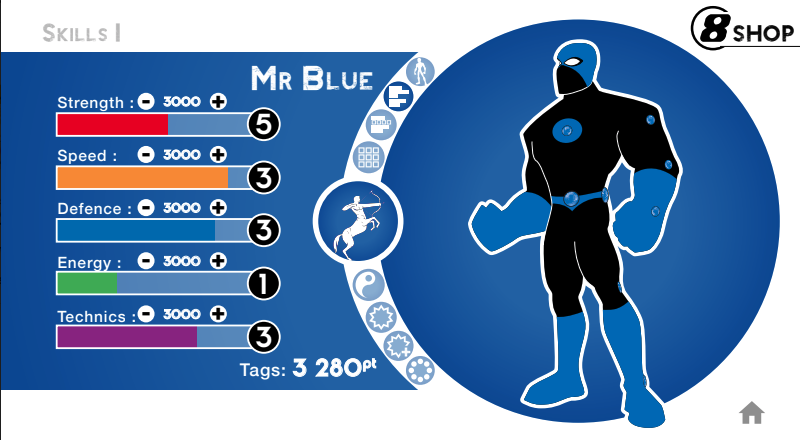 Skills I
8 SHOP
Mr Blue
Strength : - 3000 + 5
Speed : - 3000 + 3
Defence : - 3000 + 3
Energy : - 3000 + 1
Technics : - 3000 + 3
Tags: 3 280pt